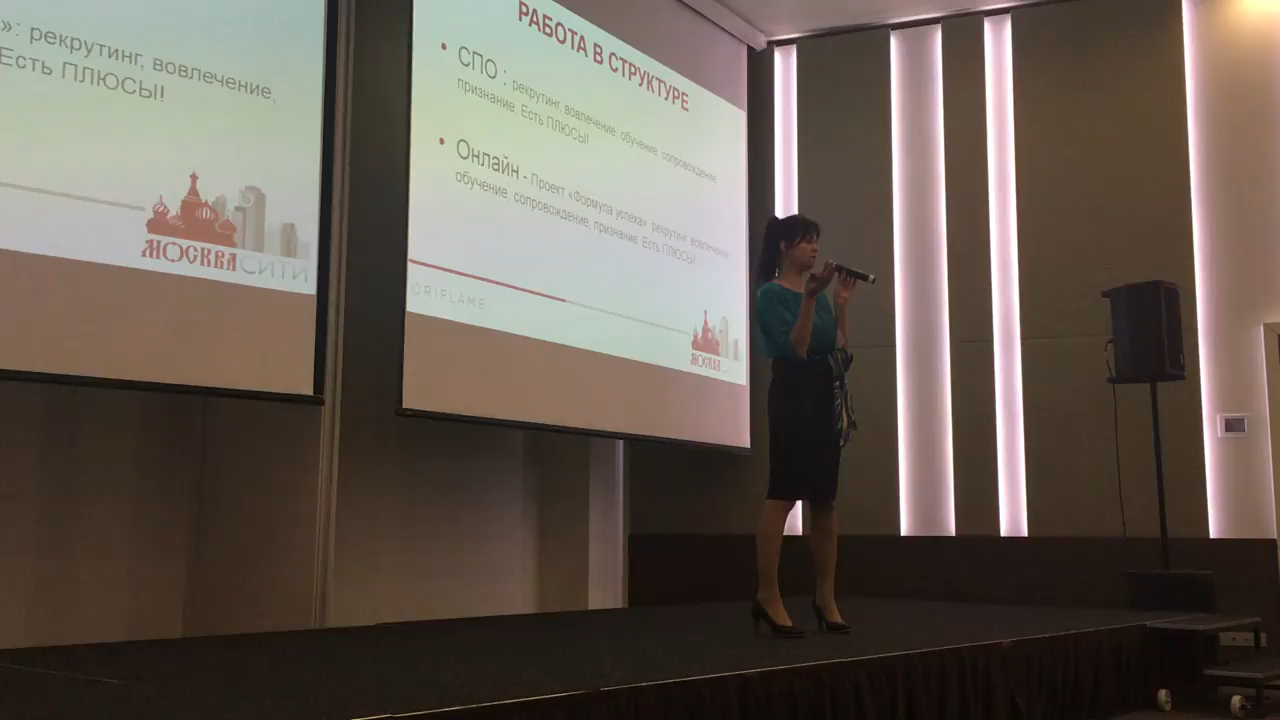 »: рекрутинг, вовлечение,
Есть ПЛЮСЫ!
МОСКВАСИТИ
РАБОТА В СТРУКТУРЕ
• СПО : рекрутинг, вовлечение, обучение, сопровождение,
признание. Есть ПЛЮСЫ!
• Онлайн - Проект «Формула успеха»: рекрутинг, вовлечение,
обучение, сопровождение, признание. Есть ПЛЮСЫ!
ORIFLAME
МОСКВА